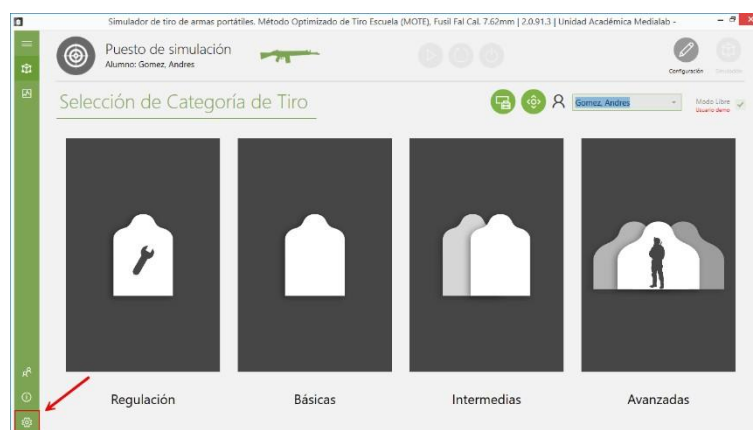 Simulador de tiro de armas portátiles. Método Optimizado de Tiro Escuela (MOTE), Fusil Fal Cal. 7.62mm | 2.0.91.3 | Unidad Académica Medialab -
Puesto de simulación
Alumno: Gomez, Andres
Configuración
Selección de Categoría de Tiro
Gomez, Andres
Modo Libre
Usuario demo
Regulación
Básicas
Intermedias
Avanzadas